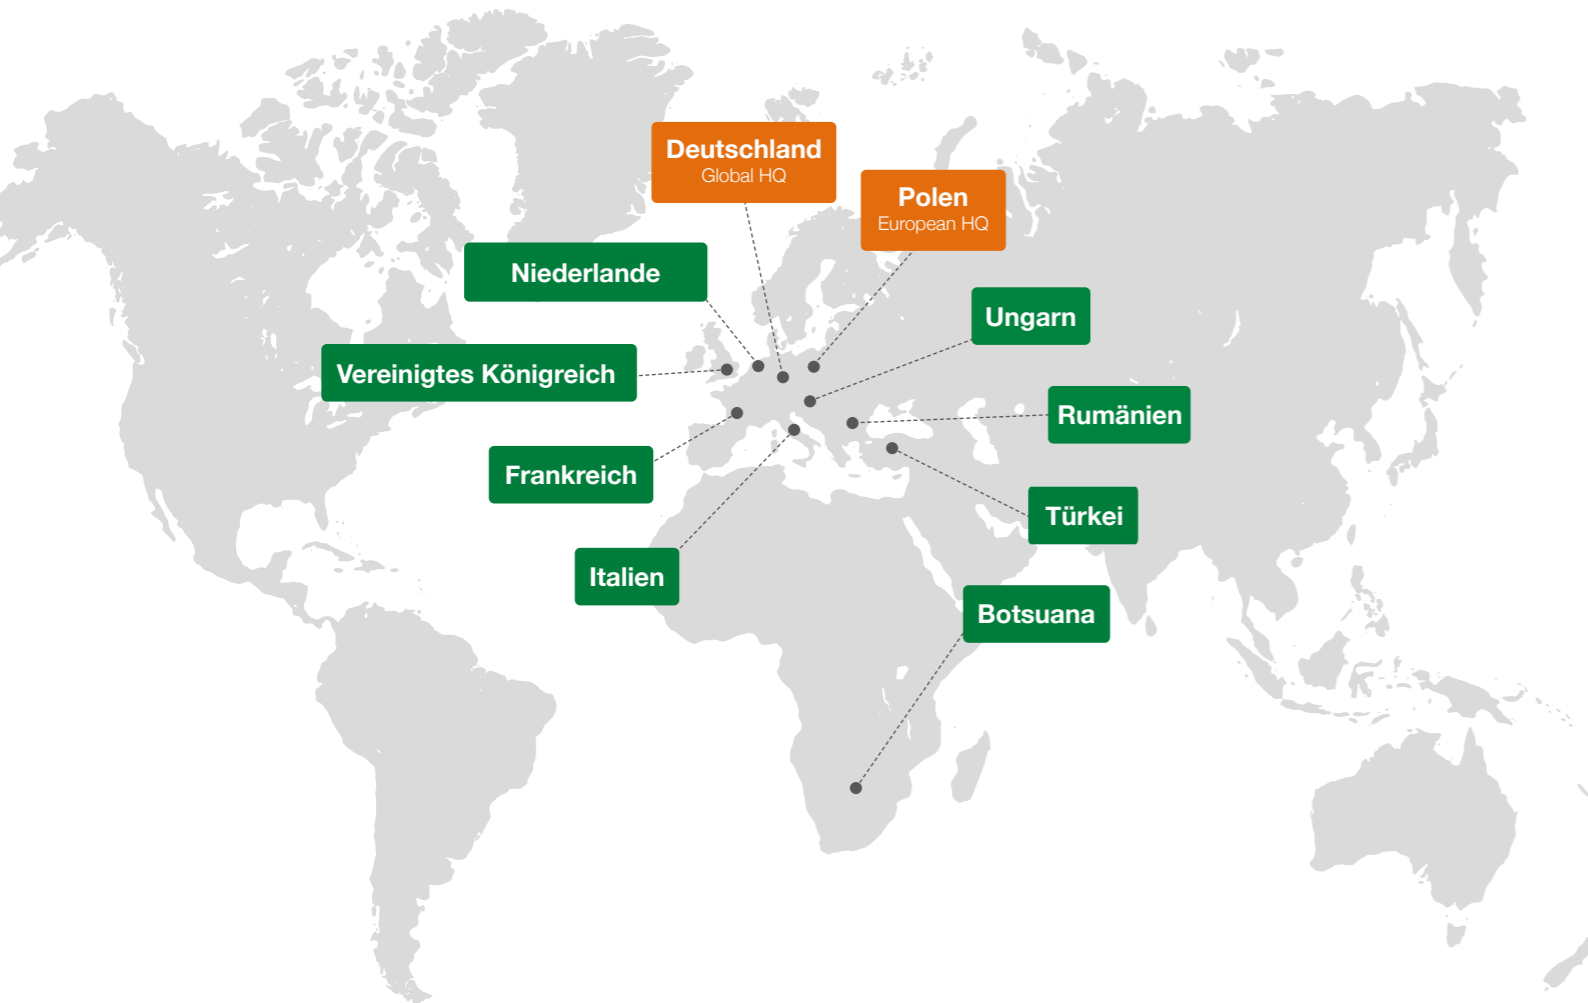 Deutschland
Global HQ
Polen
European HQ
Niederlande
Ungarn
Vereinigtes Königreich
Rumänien
Frankreich
Türkei
Italien
Botsuana